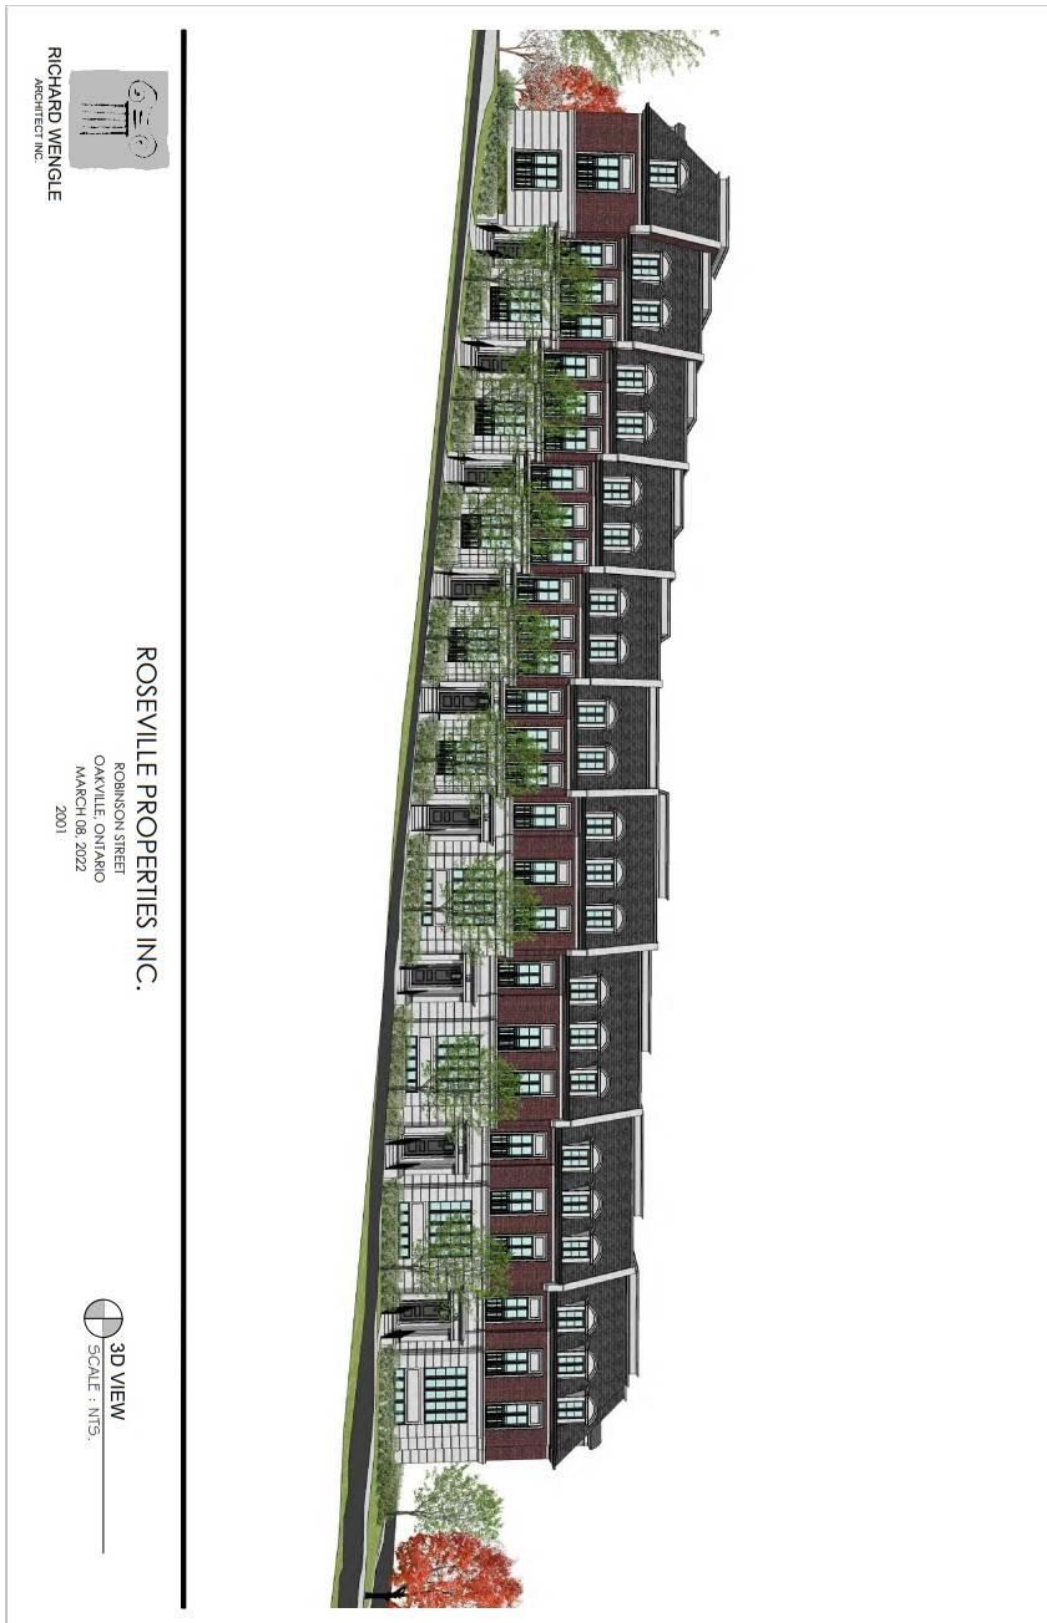 RICHARD WENGLE
ARCHITECT INC.
ROSEVILLE PROPERTIES INC.
ROBINSON STREET
OAKVILLE, ONTARIO
MARCH 08, 2022
2001
3D VIEW
SCALE : NTS.